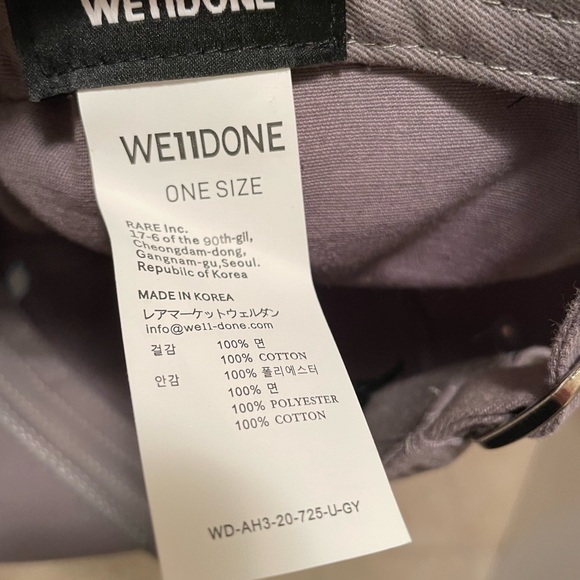 WE11DONE
WE11DONE
ONE SIZE
RARE Inc.
17-6 of the 90th-gil,
Cheongdam-dong,
Gangnam-gu,Seoul.
Republic of Korea
MADE IN KOREA
レアマーケットウェルダン
info@we11-done.com
겉감 100% 면
100% COTTON
안감 100% 폴리에스터
100% 면
100% POLYESTER
100% COTTON
WD-AH3-20-725-U-GY